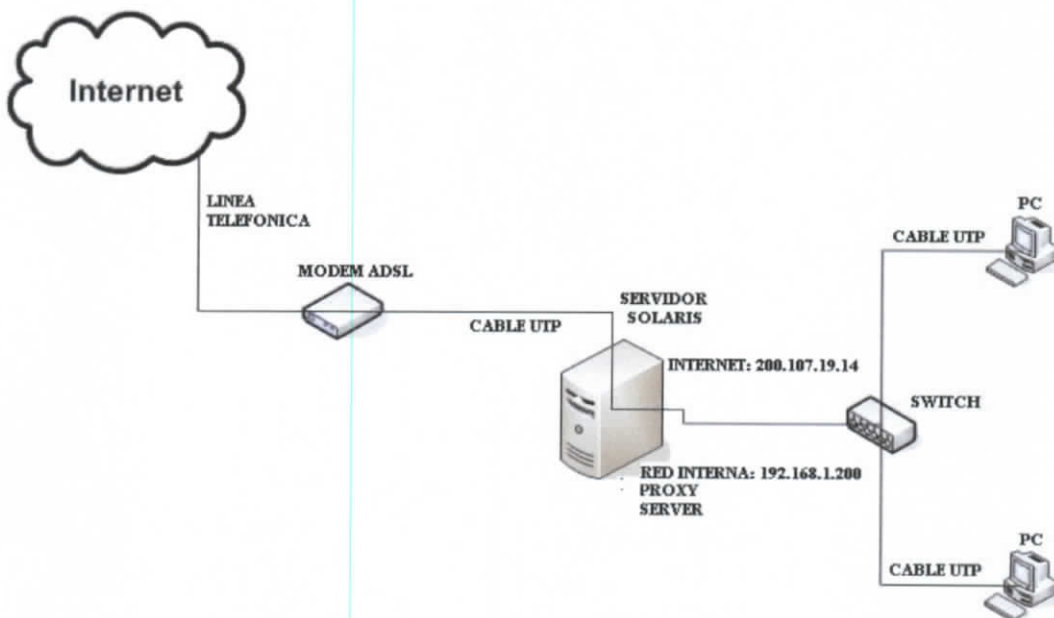 Internet
LINEA
TELEFONICA
MODEM ADSL
CABLE UTP
SERVIDOR
SOLARIS
INTERNET: 200.107.19.14
RED INTERNA: 192.168.1.200
PROXY
SERVER
SWITCH
PC
CABLE UTP
PC
CABLE UTP